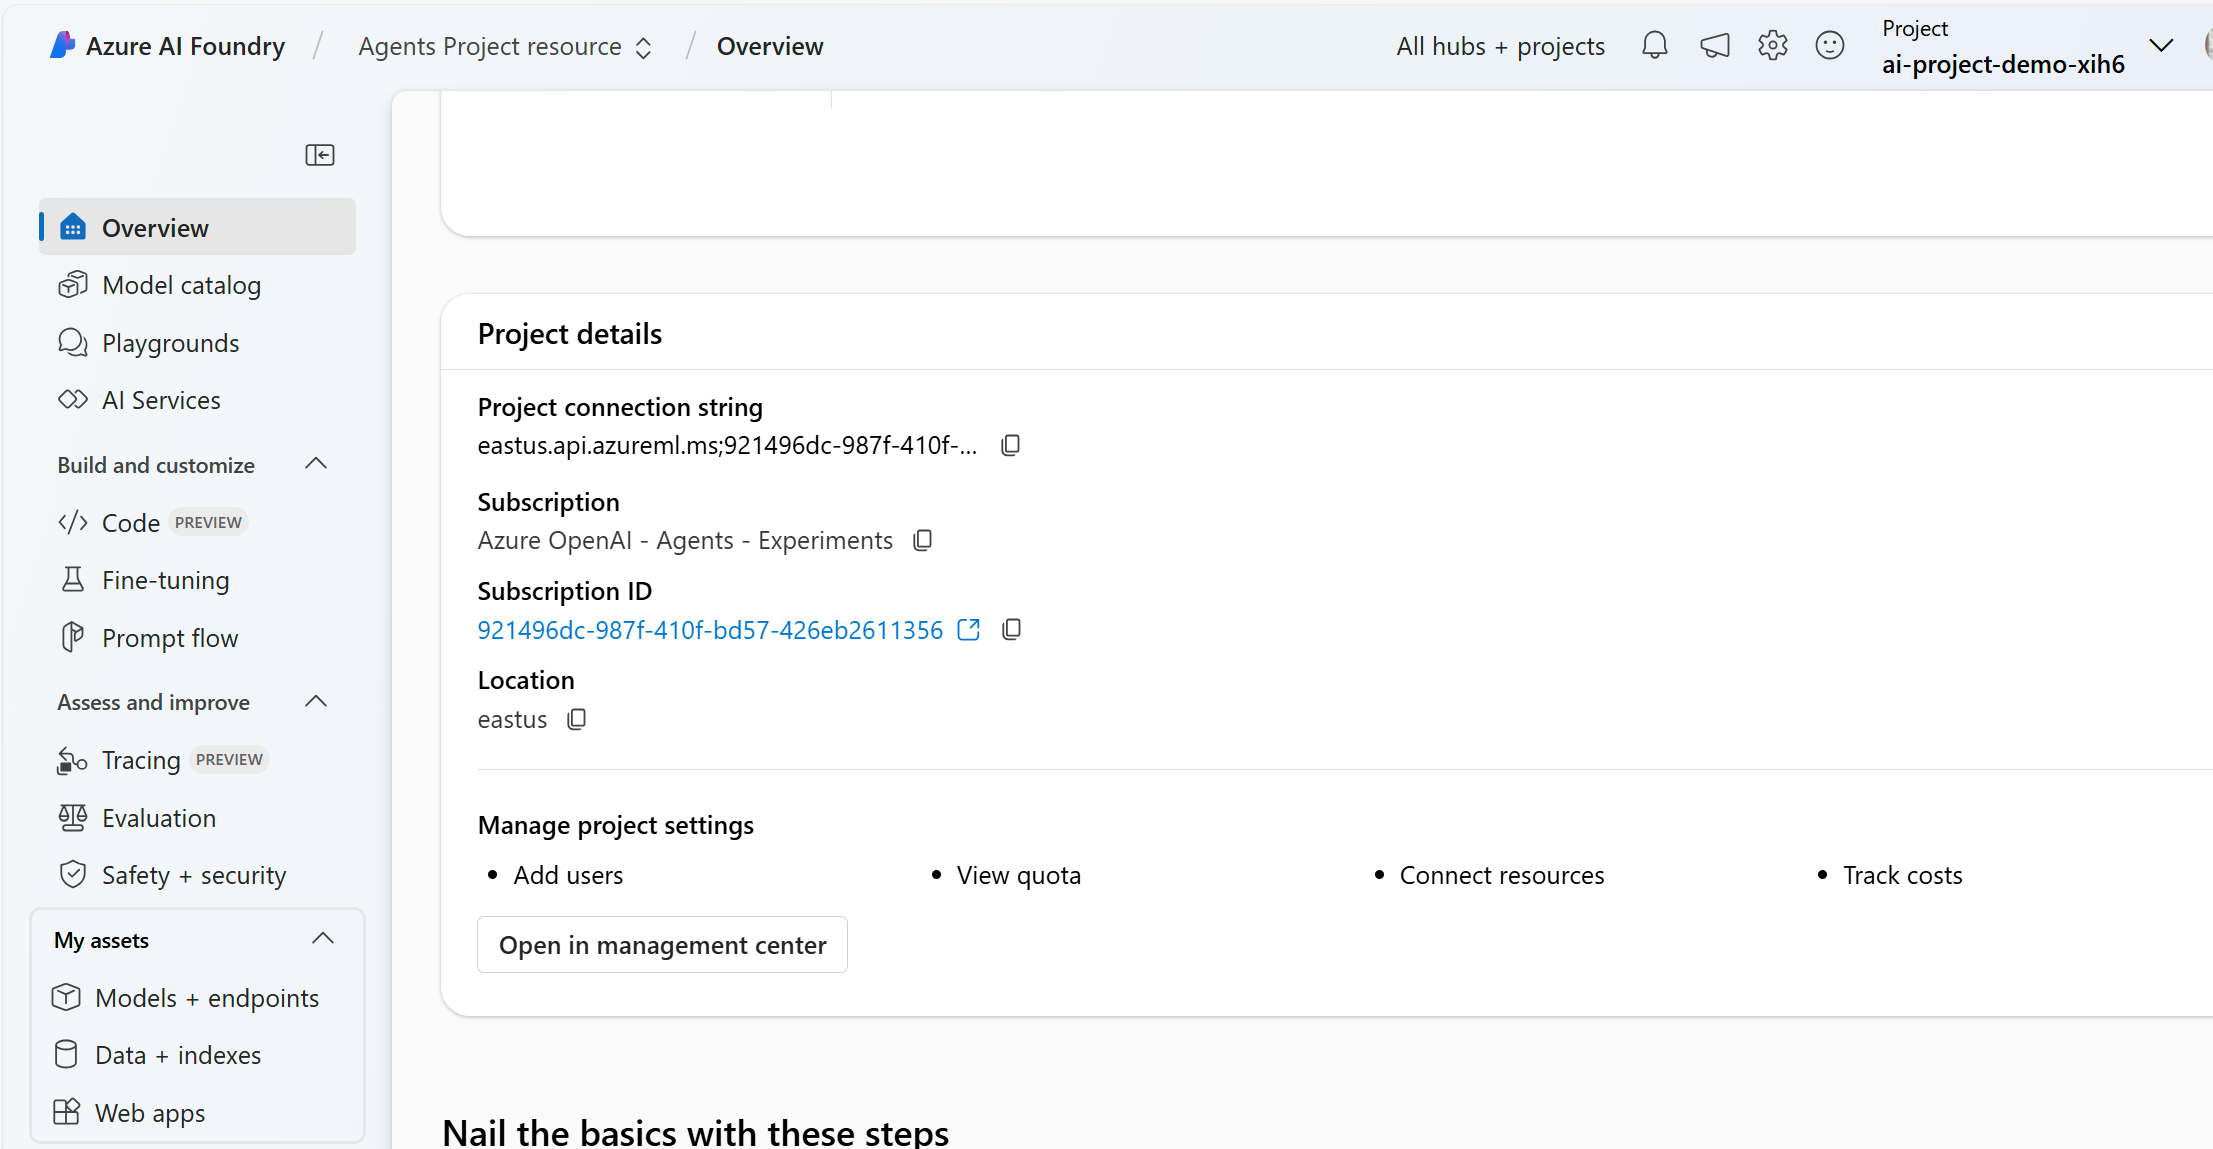 Azure AI Foundry / Agents Project resource / Overview
All hubs + projects
Project
ai-project-demo-xih6
Overview
Model catalog
Playgrounds
AI Services
Build and customize
Code PREVIEW
Fine-tuning
Prompt flow
Assess and improve
Tracing PREVIEW
Evaluation
Safety + security
My assets
Models + endpoints
Data + indexes
Web apps
Project details
Project connection string
eastus.api.azureml.ms;921496dc-987f-410f-...
Subscription
Azure OpenAI - Agents - Experiments
Subscription ID
921496dc-987f-410f-bd57-426eb2611356
Location
eastus
Manage project settings
• Add users
• View quota
• Connect resources
• Track costs
Open in management center
Nail the basics with these steps